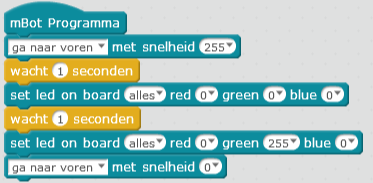 mBot Programma
ga naar voren met snelheid 255
wacht 1 seconden
set led on board alles red 0 green 0 blue 0
wacht 1 seconden
set led on board alles red 0 green 255 blue 0
ga naar voren met snelheid 0